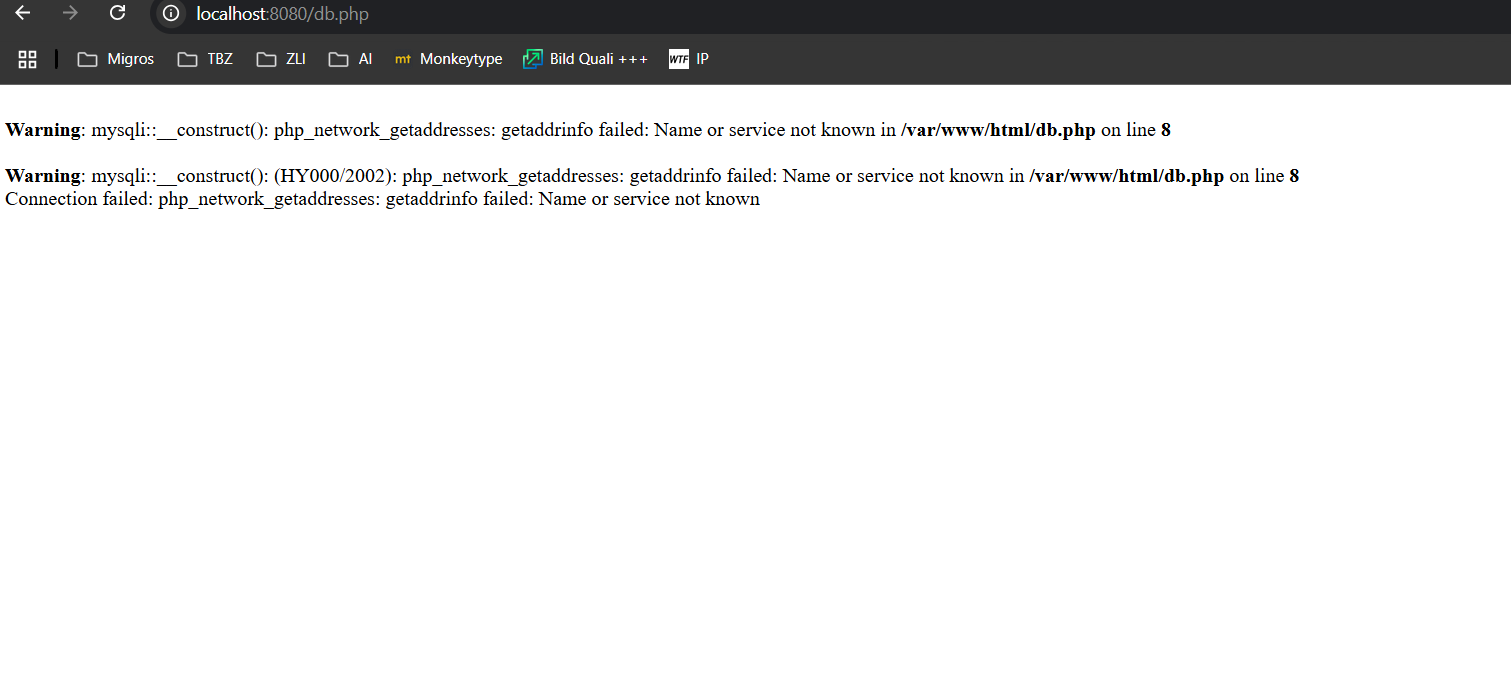 localhost:8080/db.php
Migros TBZ ZLI AI mt Monkeytype Bild Quali +++ WTF IP
Warning: mysqli::__construct(): php_network_getaddresses: getaddrinfo failed: Name or service not known in /var/www/html/db.php on line 8
Warning: mysqli::__construct(): (HY000/2002): php_network_getaddresses: getaddrinfo failed: Name or service not known in /var/www/html/db.php on line 8
Connection failed: php_network_getaddresses: getaddrinfo failed: Name or service not known